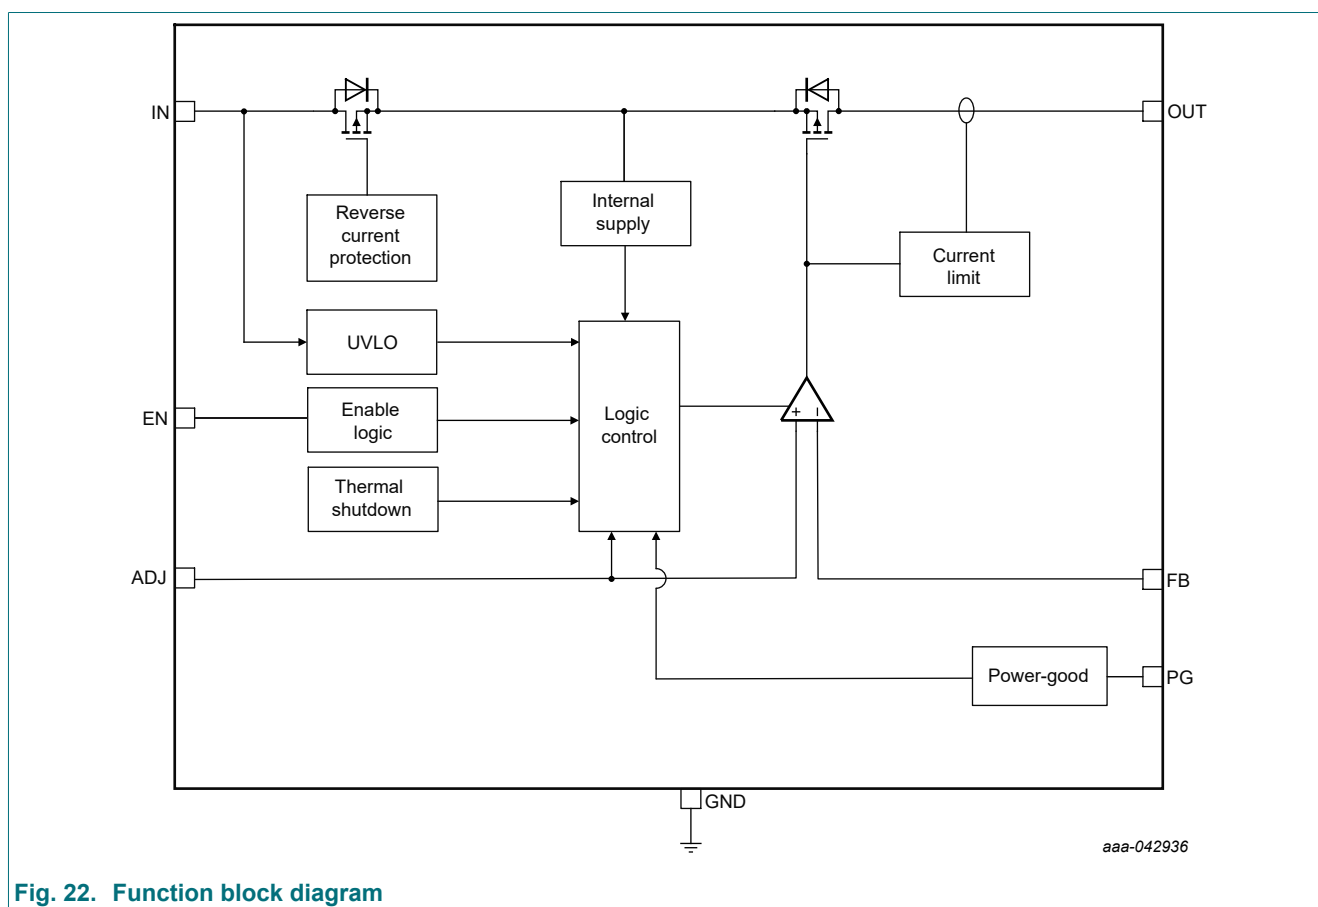 IN
OUT
Reverse
current
protection
Internal
supply
Current
limit
UVLO
EN
Enable
logic
Logic
control
+ −
Thermal
shutdown
ADJ
FB
Power-good
PG
GND
aaa-042936
Fig. 22. Function block diagram